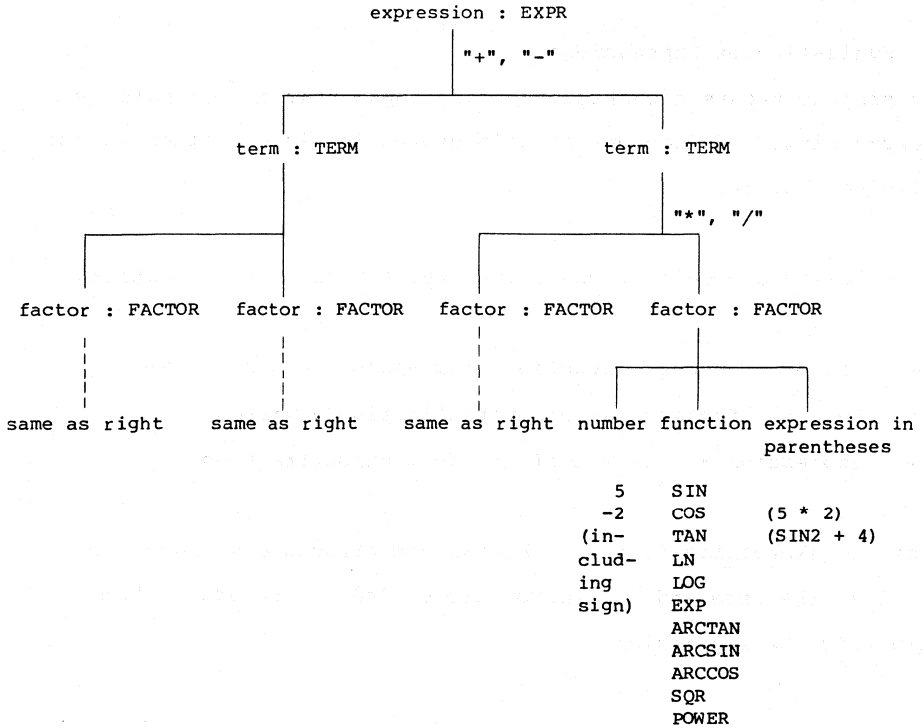 expression : EXPR
"+", "-"
term : TERM term : TERM
"*", "/"
factor : FACTOR factor : FACTOR factor : FACTOR factor : FACTOR
same as right same as right same as right number function expression in
parentheses
5 SIN
-2 COS (5 * 2)
(in- TAN (SIN2 + 4)
clud- LN
ing LOG
sign) EXP
ARCTAN
ARCSIN
ARCCOS
SQR
POWER